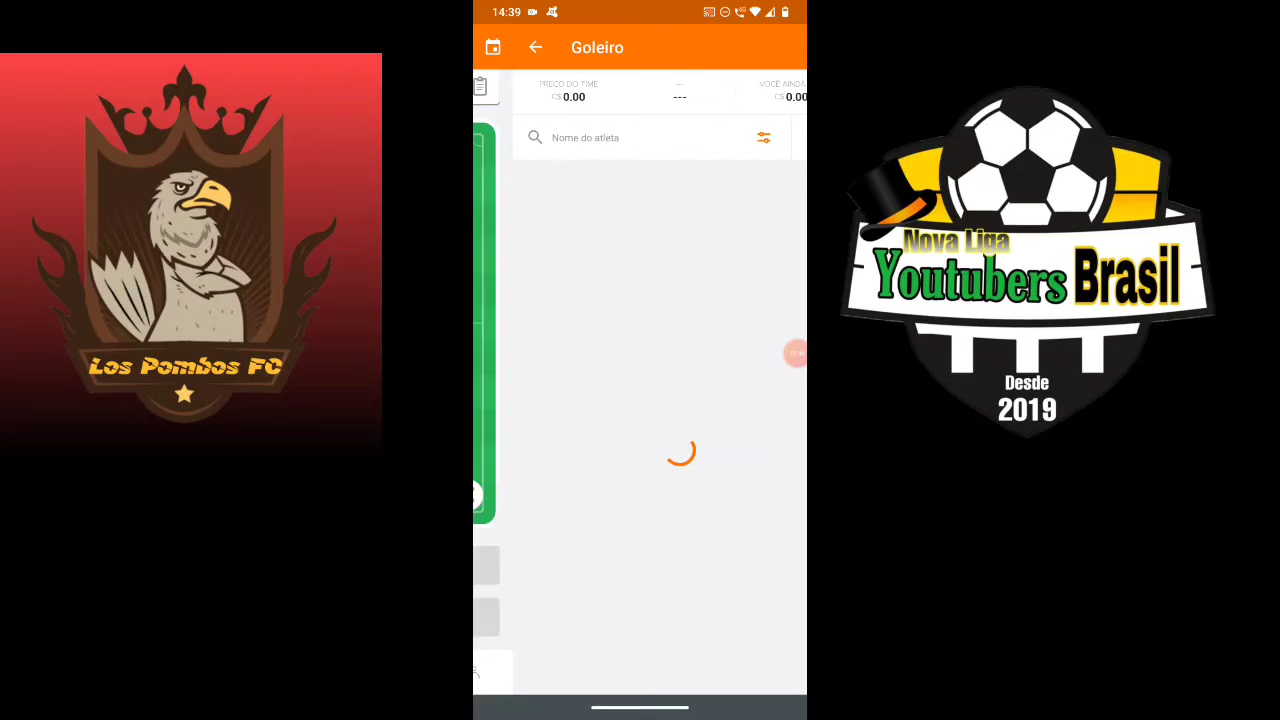 14:39
4G
Goleiro
PREÇO DO TIME
C$ 0.00
---
---
VOCÊ AINDA
C$ 0.00
Nome do atleta
Los Pombos FC
Nova Liga
Youtubers Brasil
Desde
2019